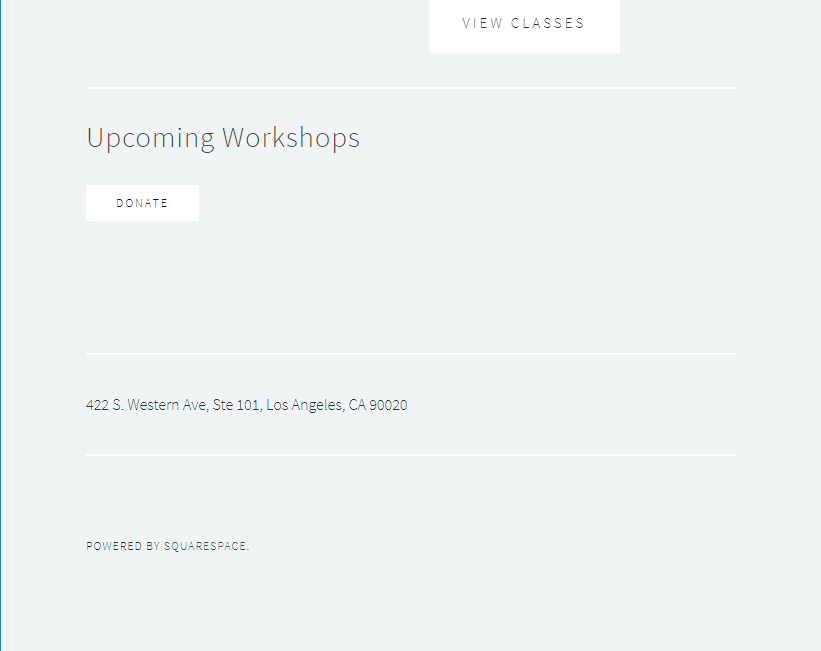 VIEW CLASSES
Upcoming Workshops
DONATE
422 S. Western Ave, Ste 101, Los Angeles, CA 90020
POWERED BY SQUARESPACE.